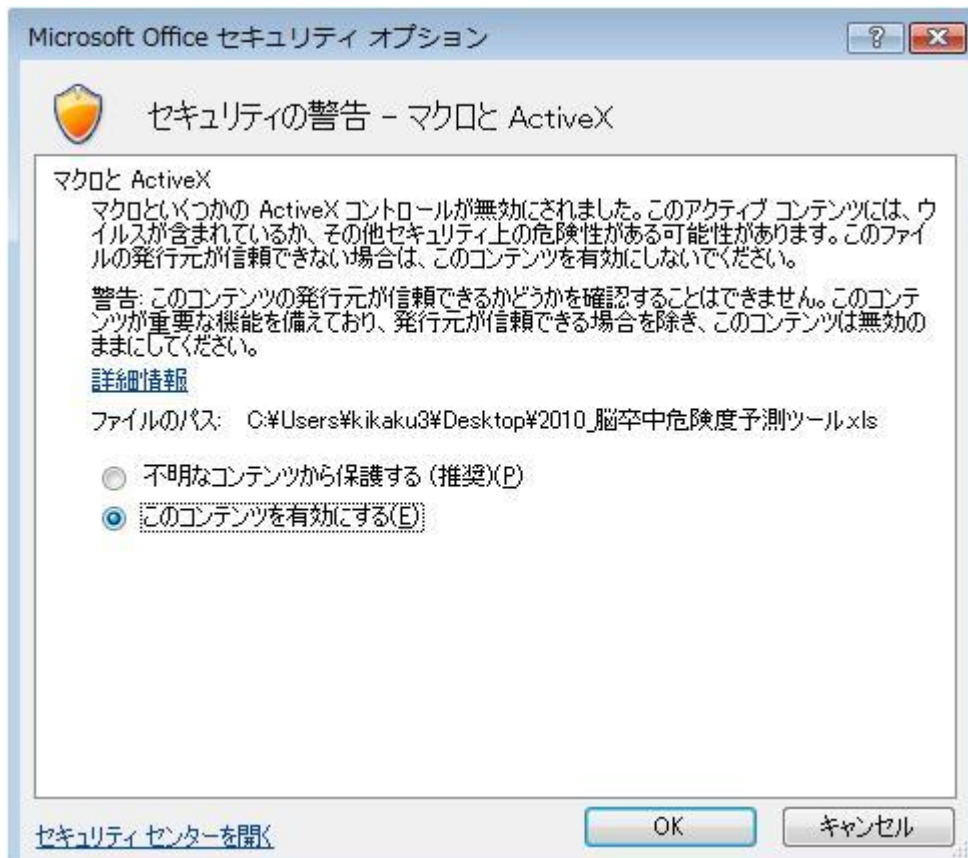 Microsoft Office セキュリティ オプション
セキュリティの警告 - マクロと ActiveX
マクロと ActiveX
マクロといくつかの ActiveX コントロールが無効にされました。このアクティブ コンテンツには、ウ
イルスが含まれているか、その他セキュリティ上の危険性がある可能性があります。このファイ
ルの発行元が信頼できない場合は、このコンテンツを有効にしないでください。
警告: このコンテンツの発行元が信頼できるかどうかを確認することはできません。このコンテ
ンツが重要な機能を備えており、発行元が信頼できる場合を除き、このコンテンツは無効の
ままにしてください。
詳細情報
ファイルのパス: C:¥Users¥kikaku3¥Desktop¥2010_脳卒中危険度予測ツール.xls
不明なコンテンツから保護する (推奨)(P)
このコンテンツを有効にする(E)
セキュリティ センターを開く
OK
キャンセル